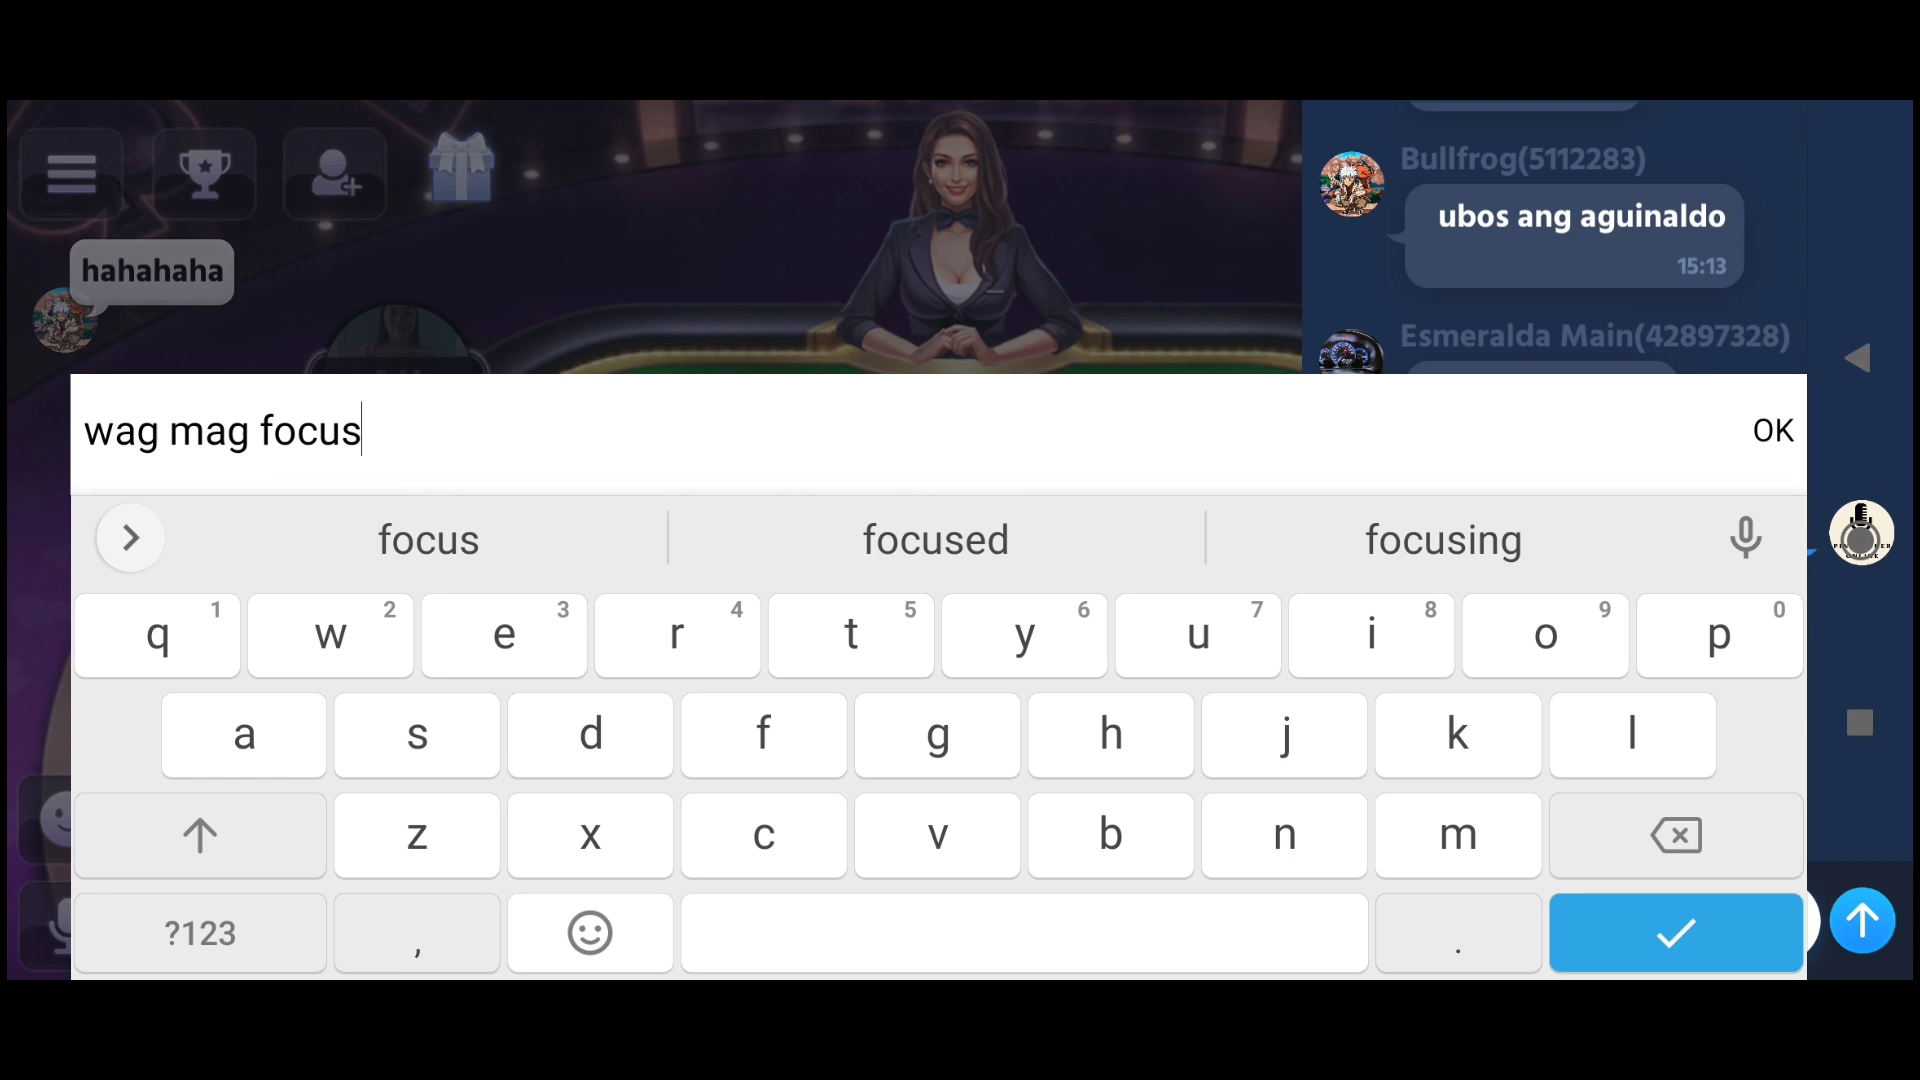 Bullfrog(5112283)
ubos ang aguinaldo
15:13
hahahaha
Esmeralda Main(42897328)
wag mag focus
OK
focus
focused
focusing
q 1 w 2 e 3 r 4 t 5 y 6 u 7 i 8 o 9 p 0
a s d f g h j k l
z x c v b n m
?123 , .